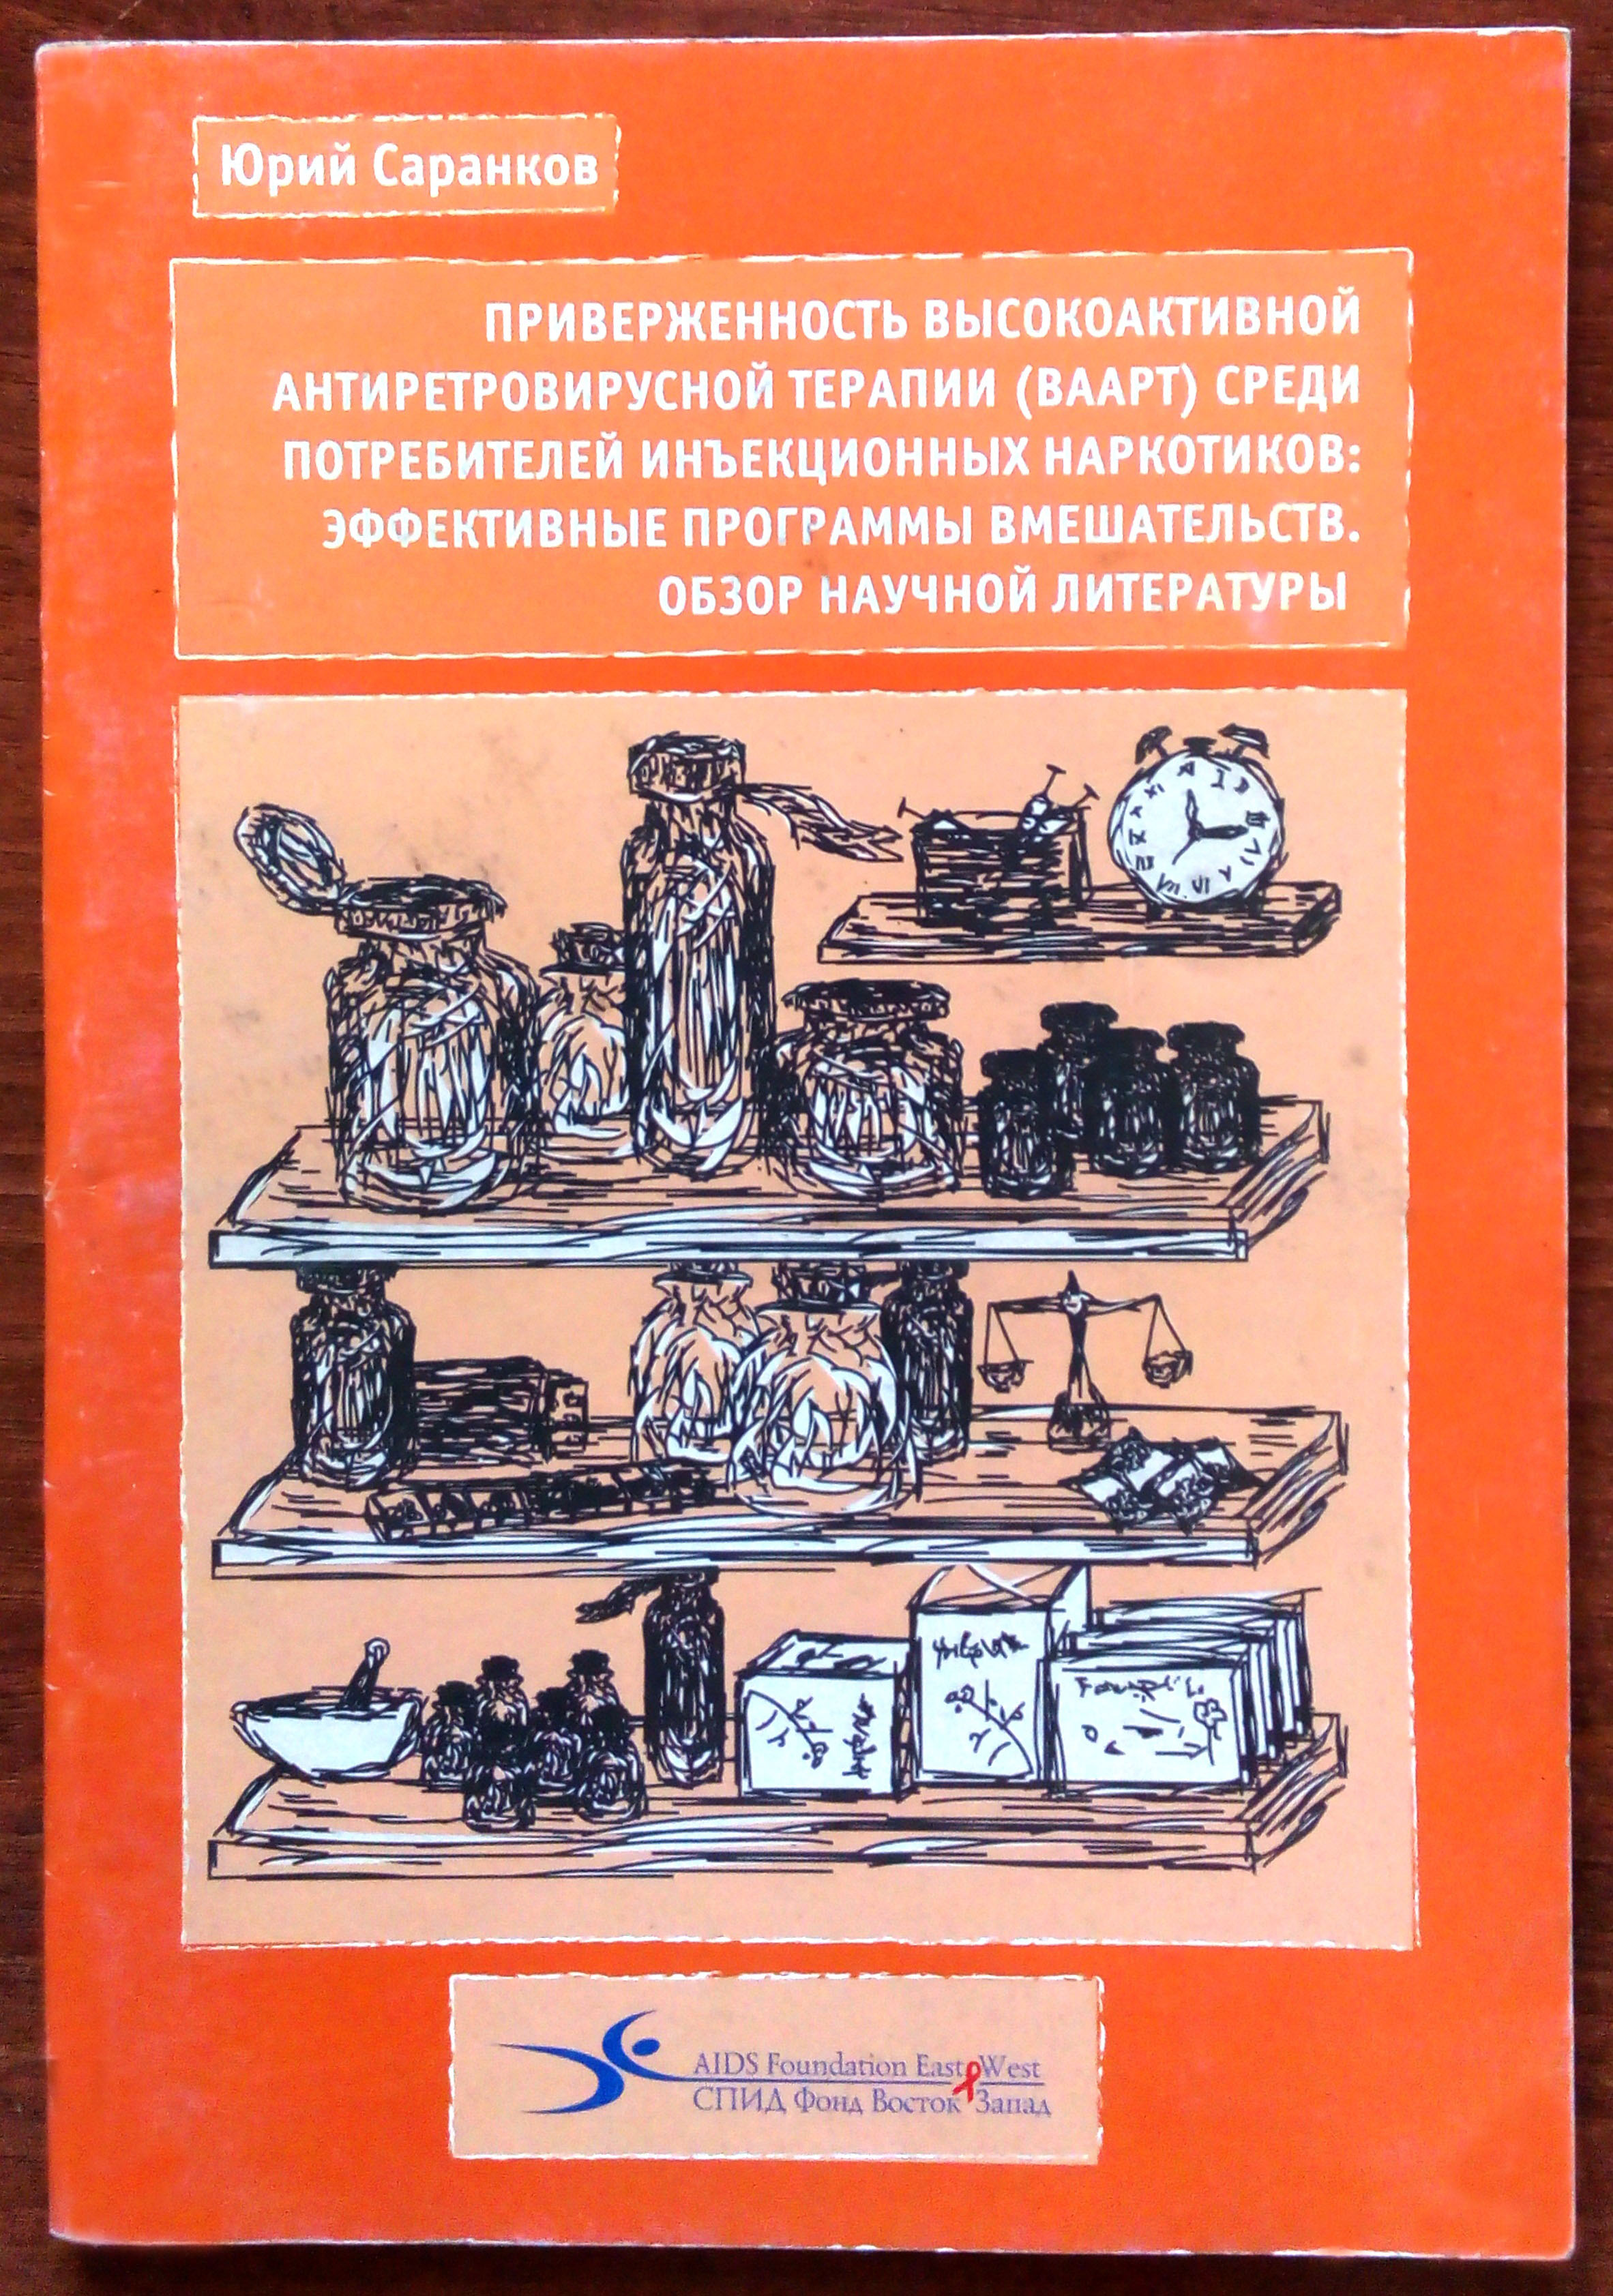 Юрий Саранков
ПРИВЕРЖЕННОСТЬ ВЫСОКОАКТИВНОЙ
АНТИРЕТРОВИРУСНОЙ ТЕРАПИИ (ВААРТ) СРЕДИ
ПОТРЕБИТЕЛЕЙ ИНЪЕКЦИОННЫХ НАРКОТИКОВ:
ЭФФЕКТИВНЫЕ ПРОГРАММЫ ВМЕШАТЕЛЬСТВ.
ОБЗОР НАУЧНОЙ ЛИТЕРАТУРЫ
AIDS Foundation East West
СПИД Фонд Восток Запад